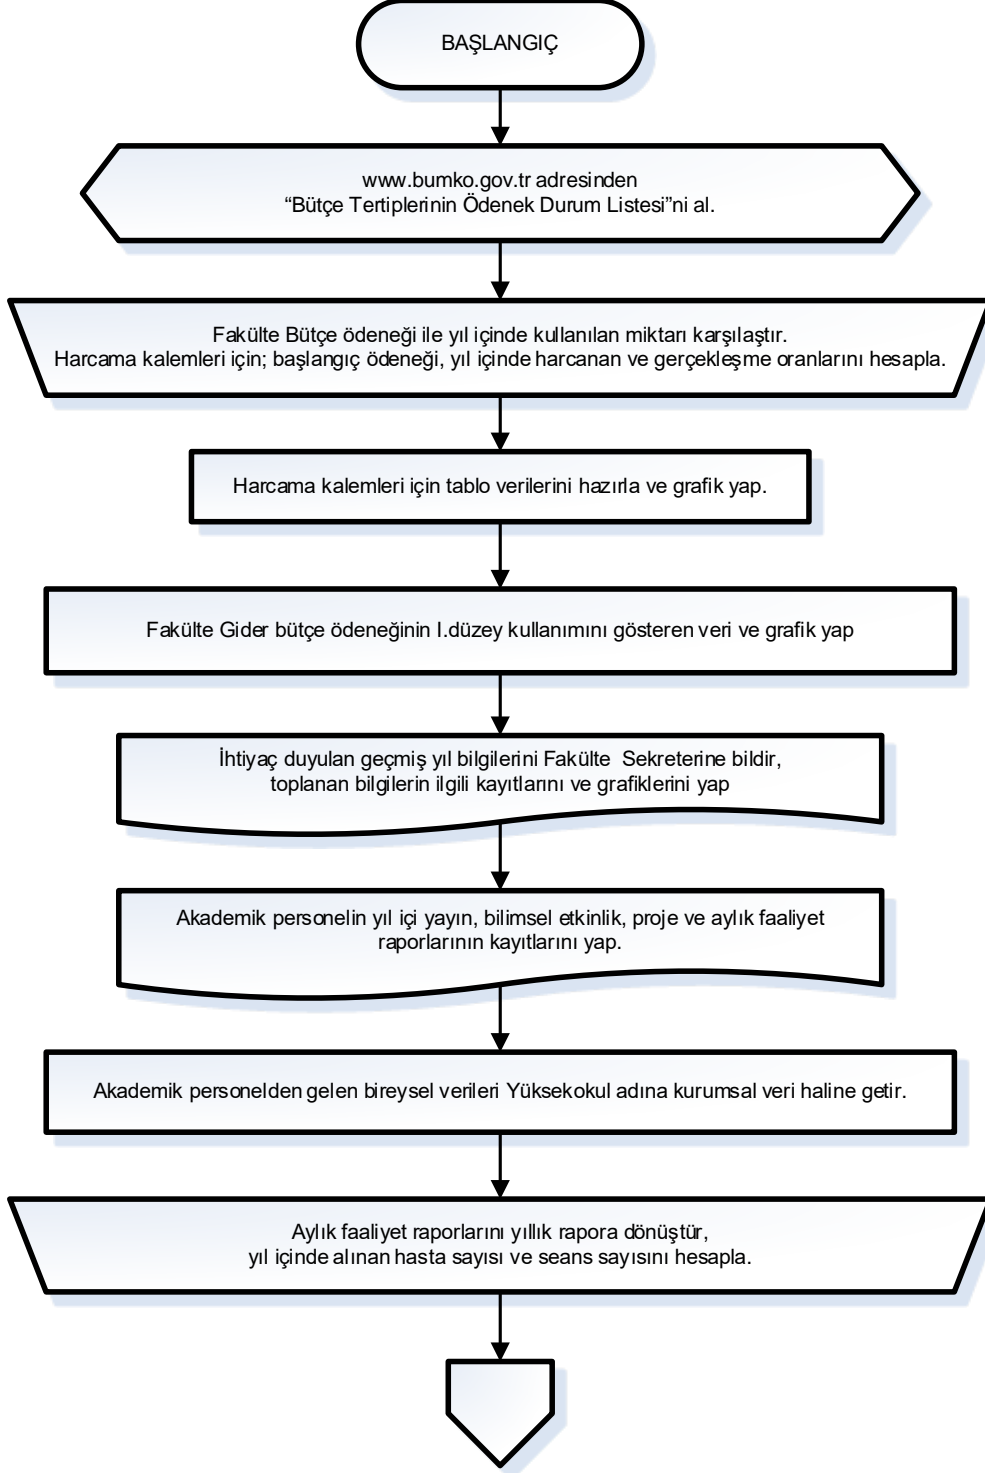 BAŞLANGIÇ
www.bumko.gov.tr adresinden
“Bütçe Tertiplerinin Ödenek Durum Listesi”ni al.
Fakülte Bütçe ödeneği ile yıl içinde kullanılan miktarı karşılaştır.
Harcama kalemleri için; başlangıç ödeneği, yıl içinde harcanan ve gerçekleşme oranlarını hesapla.
Harcama kalemleri için tablo verilerini hazırla ve grafik yap.
Fakülte Gider bütçe ödeneğinin I.düzey kullanımını gösteren veri ve grafik yap
İhtiyaç duyulan geçmiş yıl bilgilerini Fakülte Sekreterine bildir,
toplanan bilgilerin ilgili kayıtlarını ve grafiklerini yap
Akademik personelin yıl içi yayın, bilimsel etkinlik, proje ve aylık faaliyet
raporlarının kayıtlarını yap.
Akademik personelden gelen bireysel verileri Yüksekokul adına kurumsal veri haline getir.
Aylık faaliyet raporlarını yıllık rapora dönüştür,
yıl içinde alınan hasta sayısı ve seans sayısını hesapla.